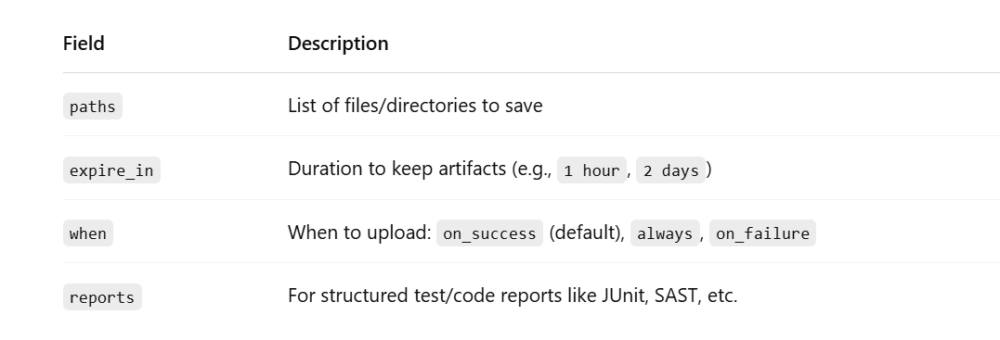 Field Description
paths List of files/directories to save
expire_in Duration to keep artifacts (e.g., 1 hour, 2 days)
when When to upload: on_success (default), always, on_failure
reports For structured test/code reports like JUnit, SAST, etc.